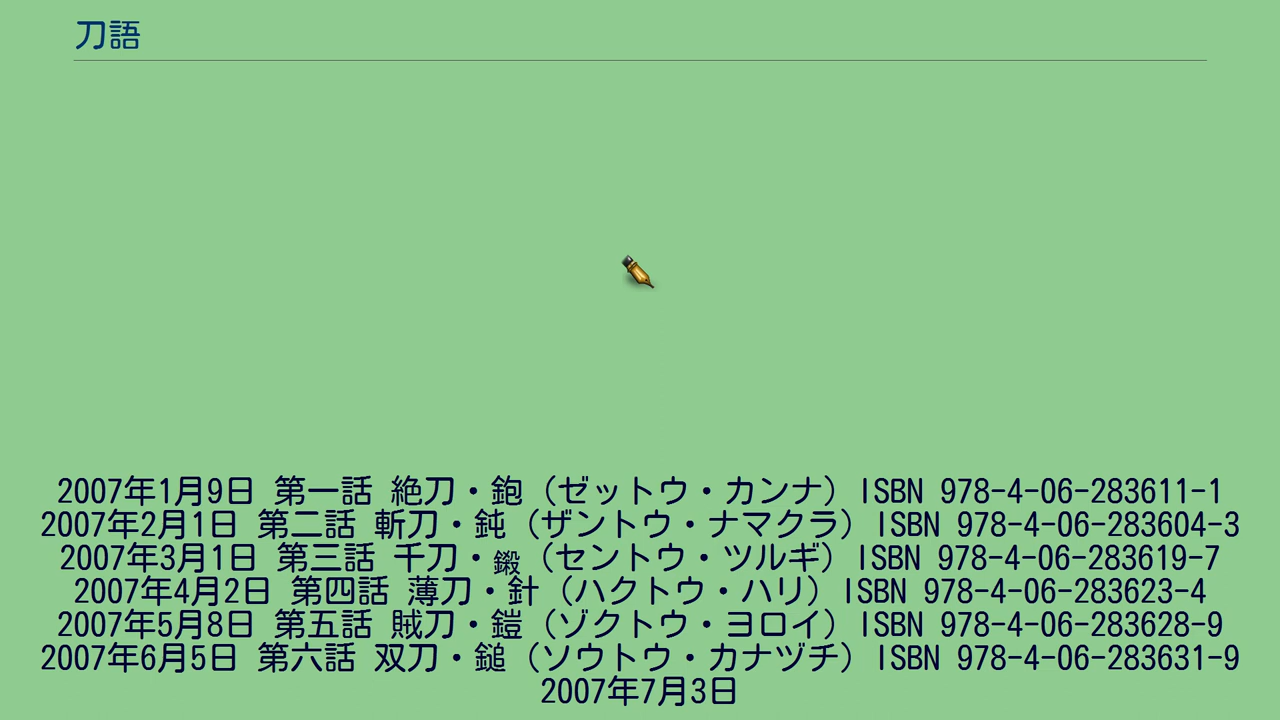 刀語
2007年1月9日 第一話 絶刀・鉋（ゼットウ・カンナ）ISBN 978-4-06-283611-1
2007年2月1日 第二話 斬刀・鈍（ザントウ・ナマクラ）ISBN 978-4-06-283604-3
2007年3月1日 第三話 千刀・鎩（セントウ・ツルギ）ISBN 978-4-06-283619-7
2007年4月2日 第四話 薄刀・針（ハクトウ・ハリ）ISBN 978-4-06-283623-4
2007年5月8日 第五話 賊刀・鎧（ゾクトウ・ヨロイ）ISBN 978-4-06-283628-9
2007年6月5日 第六話 双刀・鎚（ソウトウ・カナヅチ）ISBN 978-4-06-283631-9
2007年7月3日